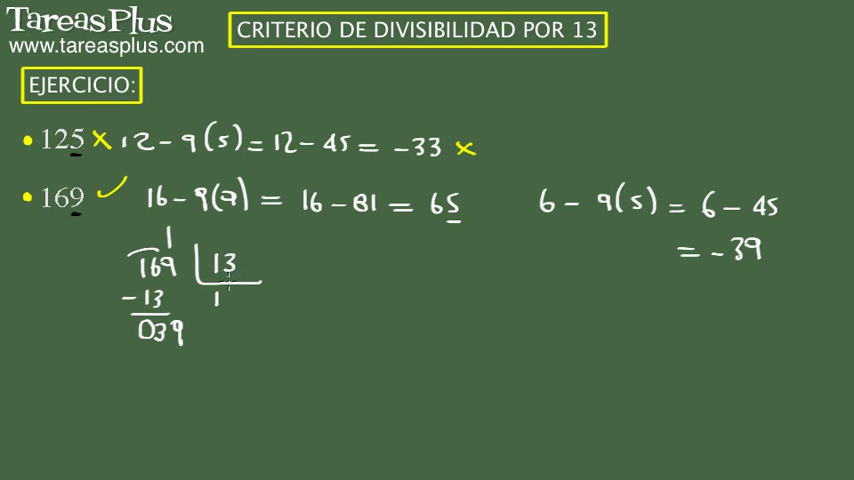 TareasPlus
www.tareasplus.com
CRITERIO DE DIVISIBILIDAD POR 13
EJERCICIO:
• 125 × 12 - 9(5) = 12 - 45 = -33 ×
• 169 ✓ 16 - 9(9) = 16 - 81 = 65 6 - 9(5) = 6 - 45
= -39
1
169 13
-13 1
039